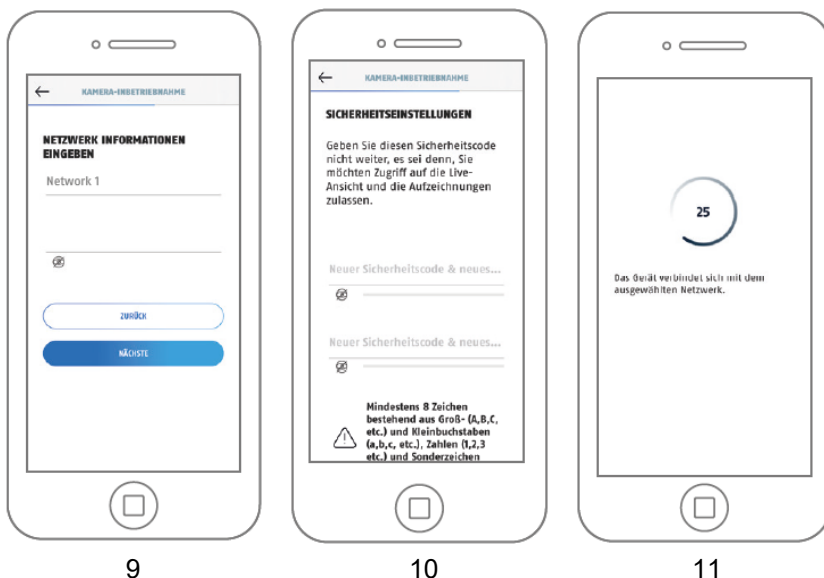 KAMERA-INBETRIEBNAHME
NETZWERK INFORMATIONEN
EINGEBEN
Network 1
ZURÜCK
NÄCHSTE
9
KAMERA-INBETRIEBNAHME
SICHERHEITSEINSTELLUNGEN
Geben Sie diesen Sicherheitscode
nicht weiter, es sei denn, Sie
möchten Zugriff auf die Live-
Ansicht und die Aufzeichnungen
zulassen.
Neuer Sicherheitscode & neues...
Neuer Sicherheitscode & neues...
Mindestens 8 Zeichen
bestehend aus Groß- (A,B,C,
etc.) und Kleinbuchstaben
(a,b,c, etc.), Zahlen (1,2,3
etc.) und Sonderzeichen
10
25
Das Gerät verbindet sich mit dem
ausgewählten Netzwerk.
11